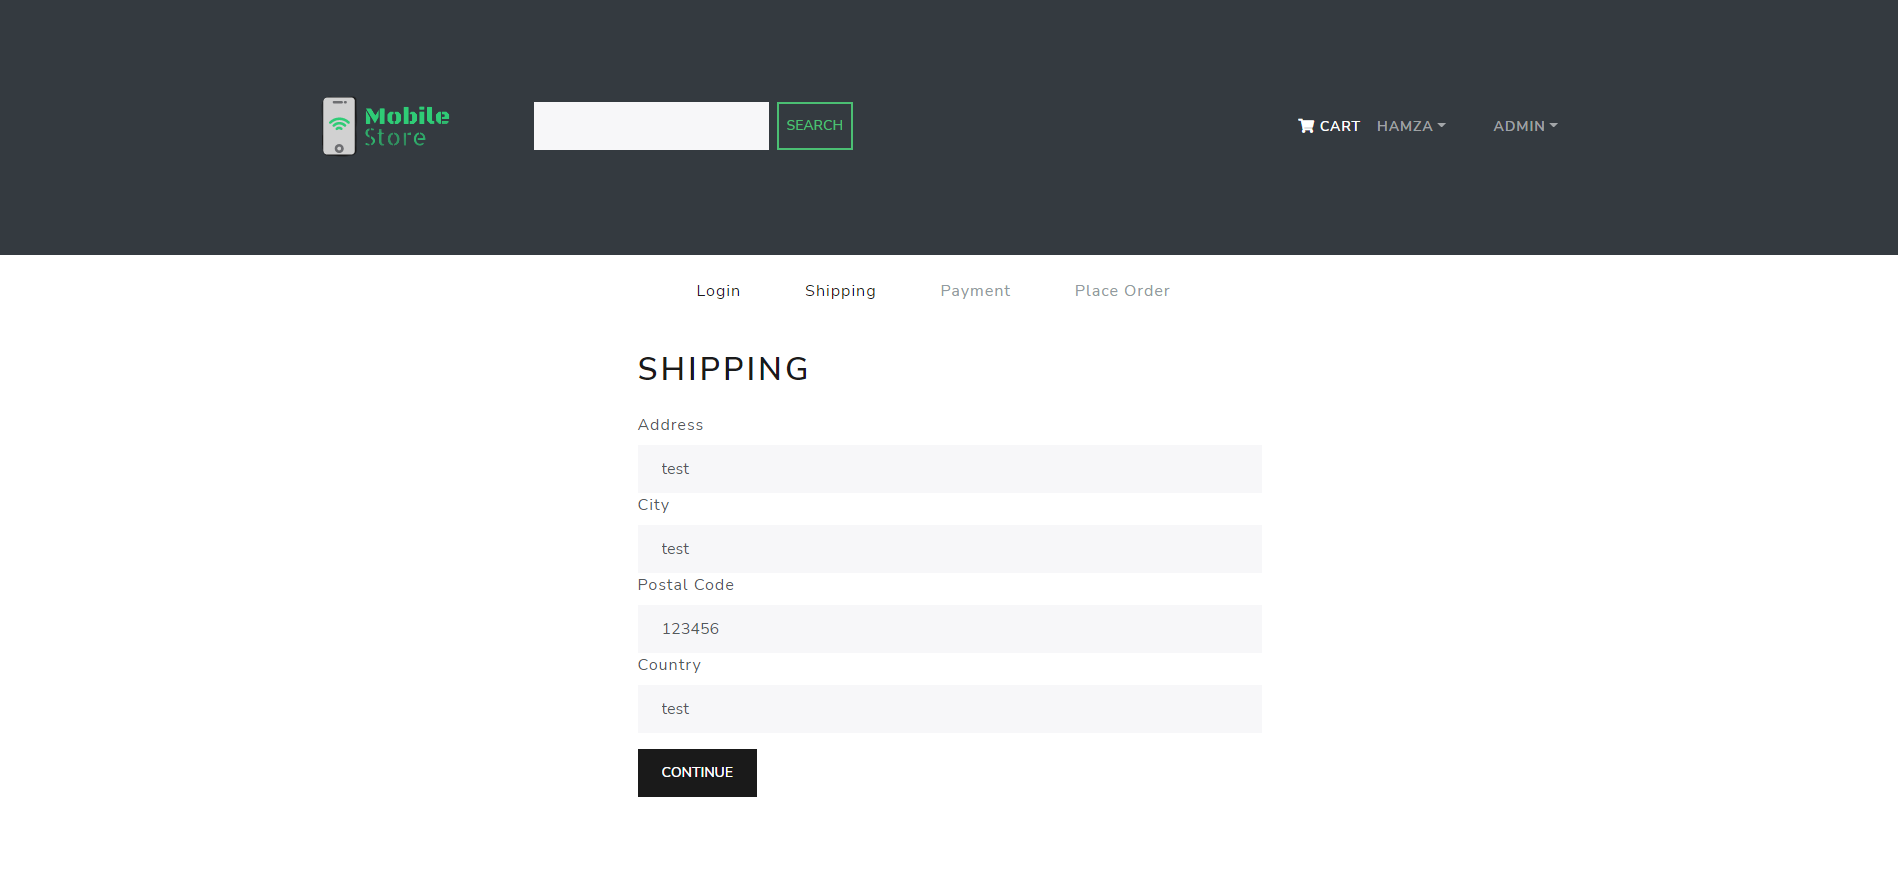 Mobile
Store
SEARCH
CART HAMZA ADMIN
Login Shipping Payment Place Order
SHIPPING
Address
test
City
test
Postal Code
123456
Country
test
CONTINUE